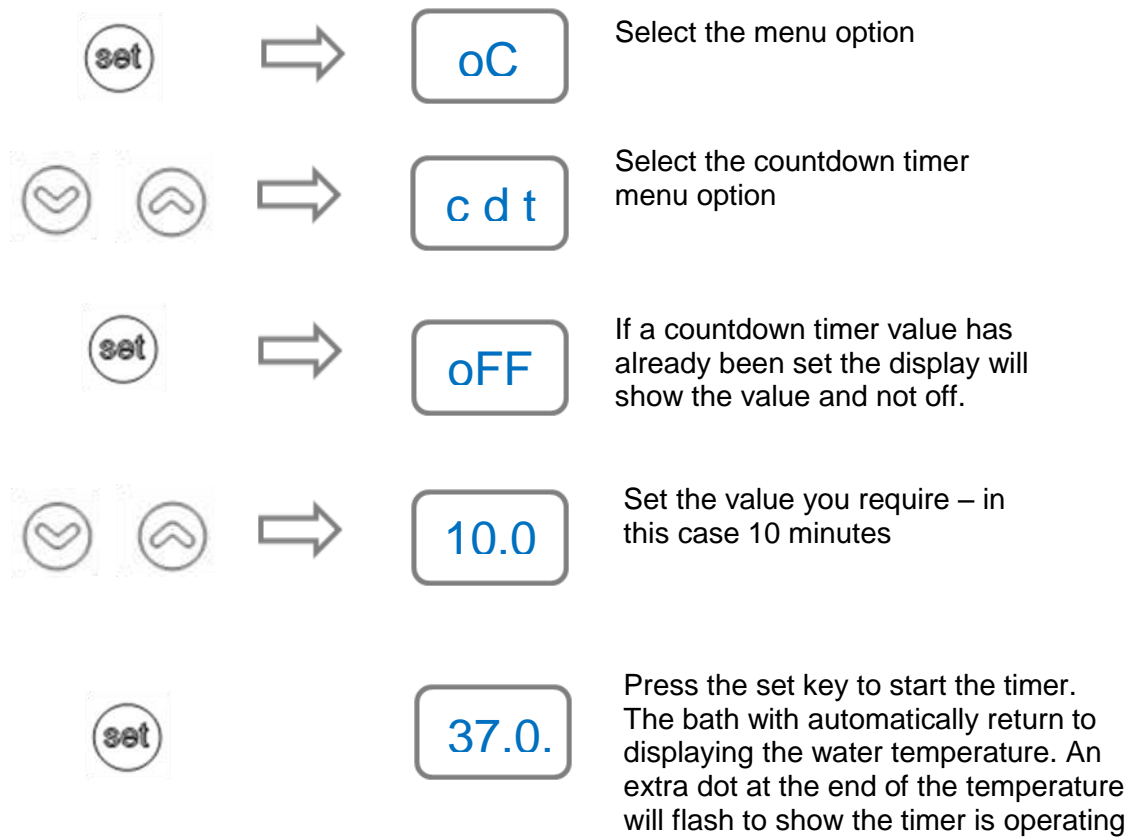 set
oC
Select the menu option
c d t
Select the countdown timer
menu option
set
oFF
If a countdown timer value has
already been set the display will
show the value and not off.
10.0
Set the value you require – in
this case 10 minutes
set
37.0.
Press the set key to start the timer.
The bath with automatically return to
displaying the water temperature. An
extra dot at the end of the temperature
will flash to show the timer is operating